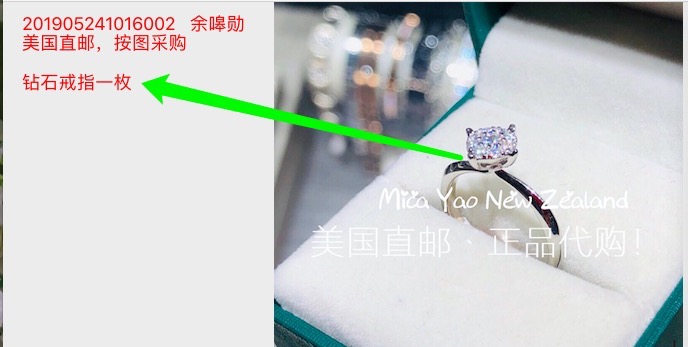 201905241016002 余嗥勋
美国直邮，按图采购
钻石戒指一枚
Mica Yao New Zealand
美国直邮、正品代购！